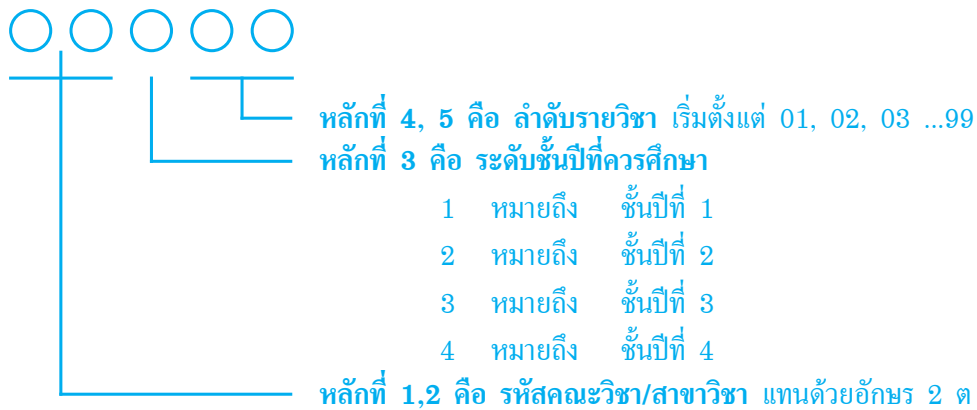 หลักที่ 4, 5 คือ ลำดับรายวิชา เริ่มตั้งแต่ 01, 02, 03 ...99
หลักที่ 3 คือ ระดับชั้นปีที่ควรศึกษา
1 หมายถึง ชั้นปีที่ 1
2 หมายถึง ชั้นปีที่ 2
3 หมายถึง ชั้นปีที่ 3
4 หมายถึง ชั้นปีที่ 4
หลักที่ 1,2 คือ รหัสคณะวิชา/สาขาวิชา แทนด้วยอักษร 2 ต